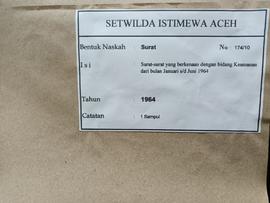 SETWILDA ISTIMEWA ACEH
Bentuk Naskah : Surat No : 174/10
I s i : Surat-surat yang berkenaan dengan bidang Keamanan
dari bulan Januari s/d Juni 1964
Tahun : 1964
Catatan : 1 Sampul